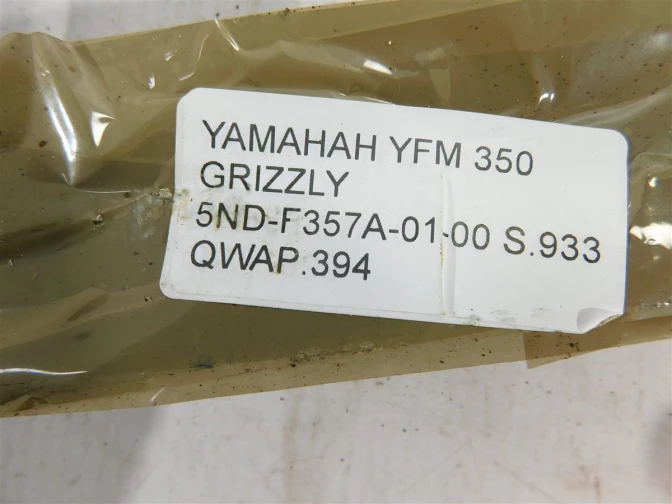 YAMAHAH YFM 350
GRIZZLY
5ND-F357A-01-00 S.933
QWAP.394